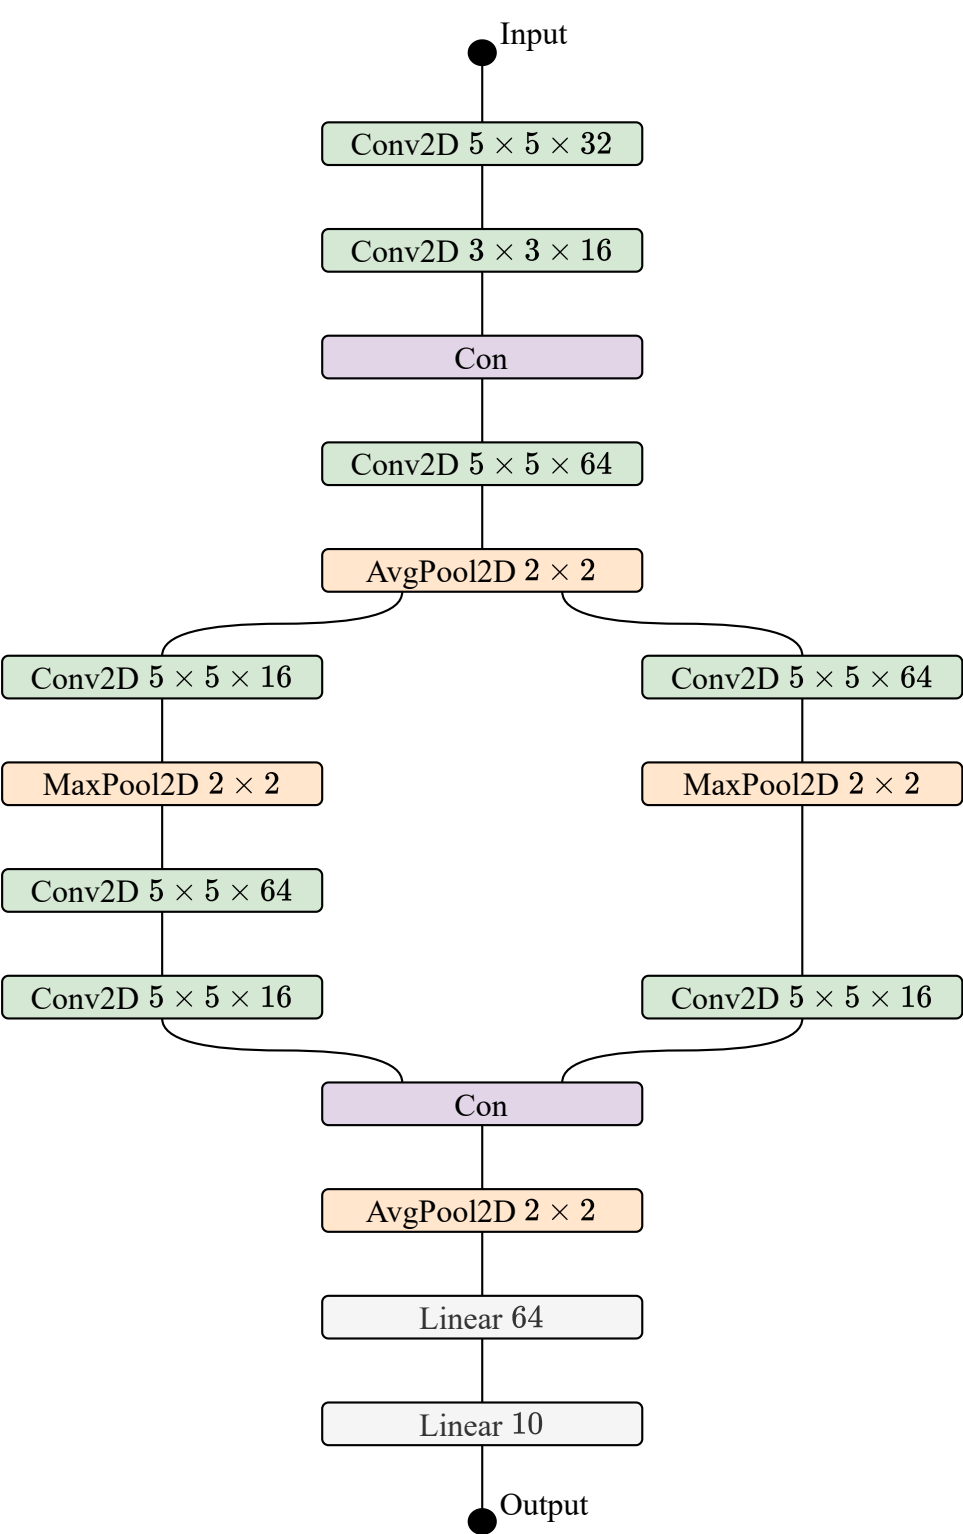 Input
Conv2D 5 × 5 × 32
Conv2D 3 × 3 × 16
Con
Conv2D 5 × 5 × 64
AvgPool2D 2 × 2
Conv2D 5 × 5 × 16
Conv2D 5 × 5 × 64
MaxPool2D 2 × 2
MaxPool2D 2 × 2
Conv2D 5 × 5 × 64
Conv2D 5 × 5 × 16
Conv2D 5 × 5 × 16
Con
AvgPool2D 2 × 2
Linear 64
Linear 10
Output